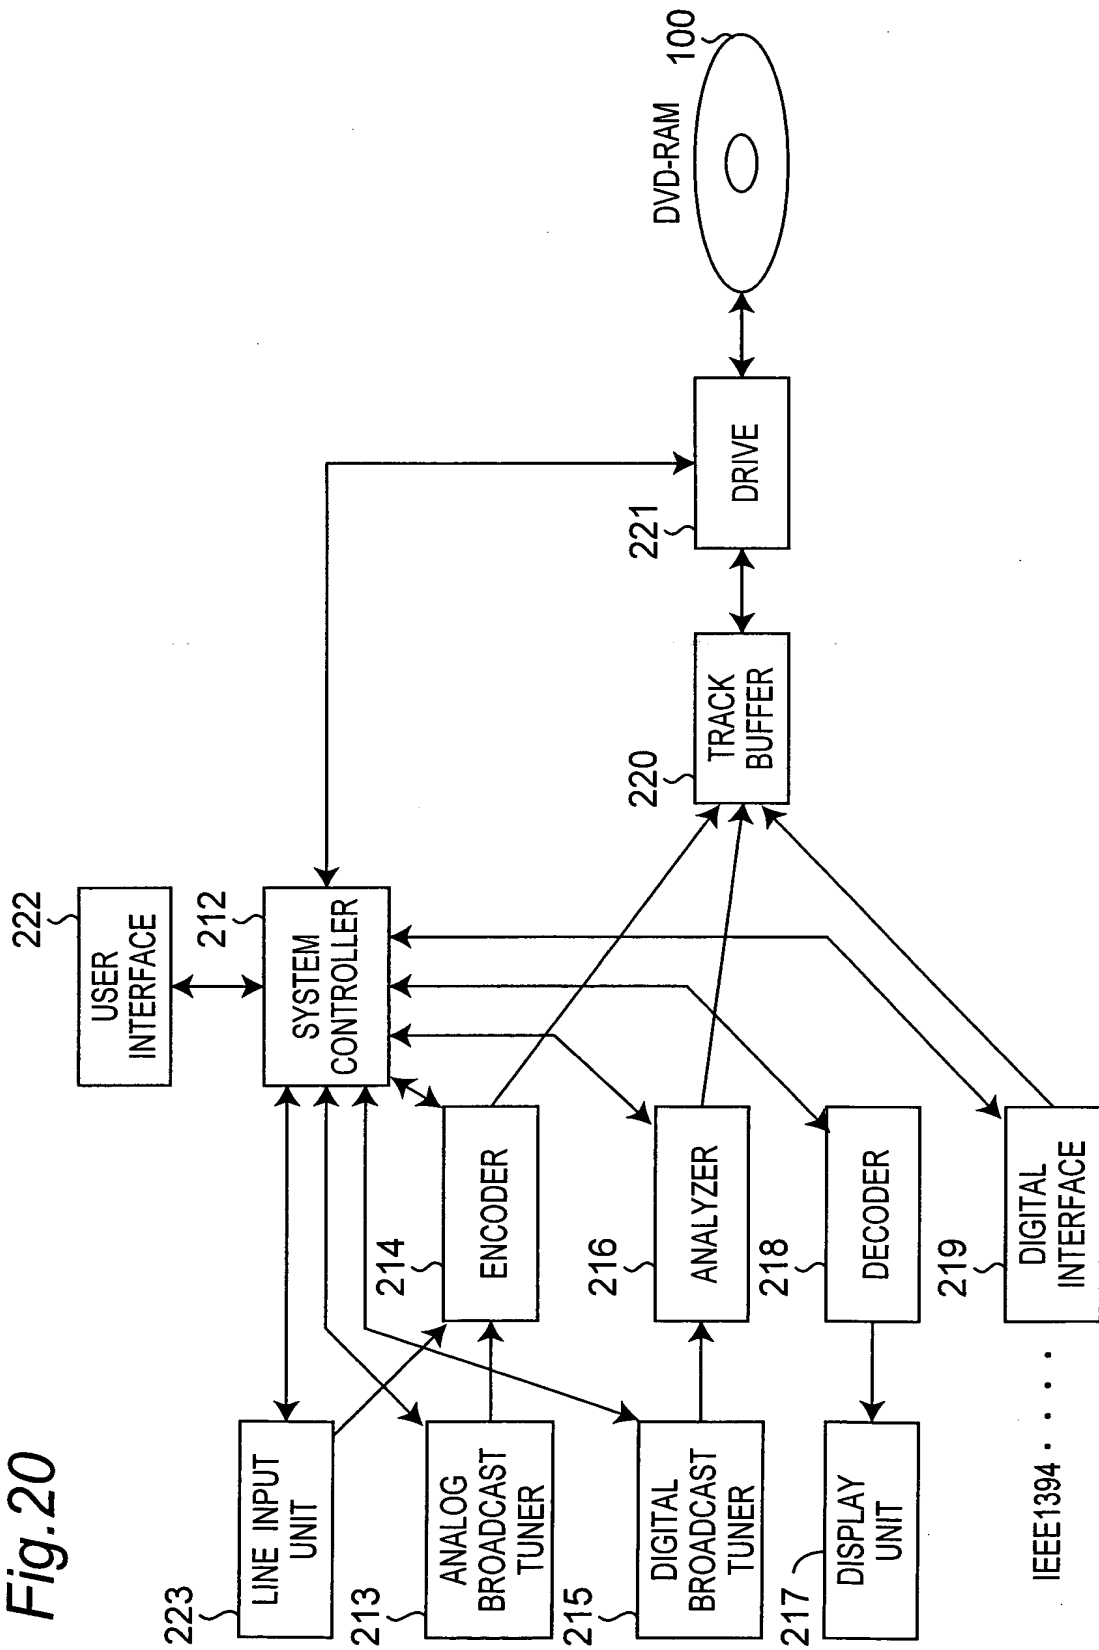 Fig.20
222
USER
INTERFACE
212
SYSTEM
CONTROLLER
223
LINE INPUT
UNIT
213
ANALOG
BROADCAST
TUNER
214
ENCODER
215
DIGITAL
BROADCAST
TUNER
216
ANALYZER
217
DISPLAY
UNIT
218
DECODER
IEEE1394 . . . . .
219
DIGITAL
INTERFACE
220
TRACK
BUFFER
221
DRIVE
DVD-RAM
100